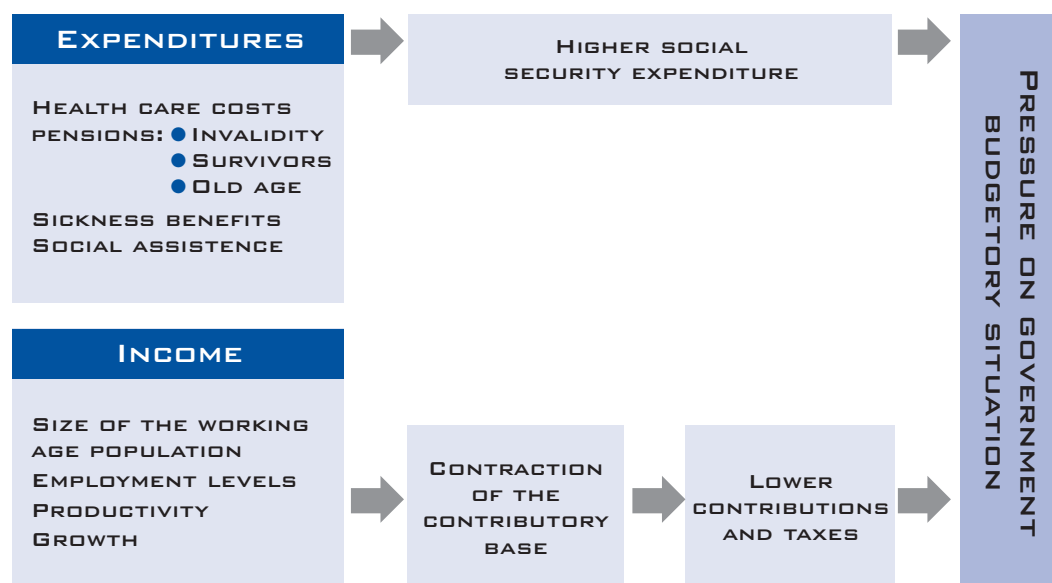 EXPENDITURES
HEALTH CARE COSTS
PENSIONS: ● INVALIDITY
● SURVIVORS
● OLD AGE
SICKNESS BENEFITS
SOCIAL ASSISTENCE
HIGHER SOCIAL
SECURITY EXPENDITURE
INCOME
SIZE OF THE WORKING
AGE POPULATION
EMPLOYMENT LEVELS
PRODUCTIVITY
GROWTH
CONTRACTION
OF THE
CONTRIBUTORY
BASE
LOWER
CONTRIBUTIONS
AND TAXES
PRESSURE ON GOVERNMENT
BUDGETORY SITUATION